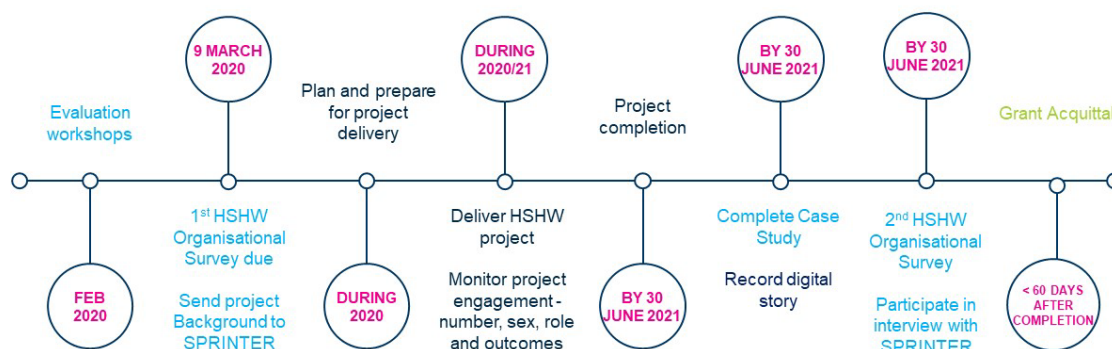 Evaluation
workshops
FEB
2020
9 MARCH
2020
1st HSHW
Organisational
Survey due
Send project
Background to
SPRINTER
Plan and prepare
for project
delivery
DURING
2020
DURING
2020/21
Deliver HSHW
project
Monitor project
engagement -
number, sex, role
and outcomes
Project
completion
BY 30
JUNE 2021
BY 30
JUNE 2021
Complete Case
Study
Record digital
story
BY 30
JUNE 2021
2nd HSHW
Organisational
Survey
Participate in
interview with
SPRINTER
Grant Acquittal
< 60 DAYS
AFTER
COMPLETION